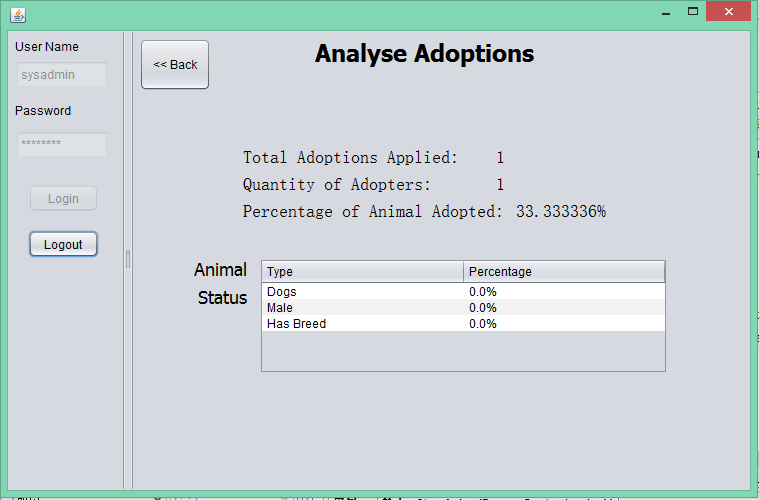 User Name
sysadmin
Password
********
Login
Logout
<< Back
Analyse Adoptions
Total Adoptions Applied: 1
Quantity of Adopters: 1
Percentage of Animal Adopted: 33.333336%
Animal
Status
Type Percentage
Dogs 0.0%
Male 0.0%
Has Breed 0.0%